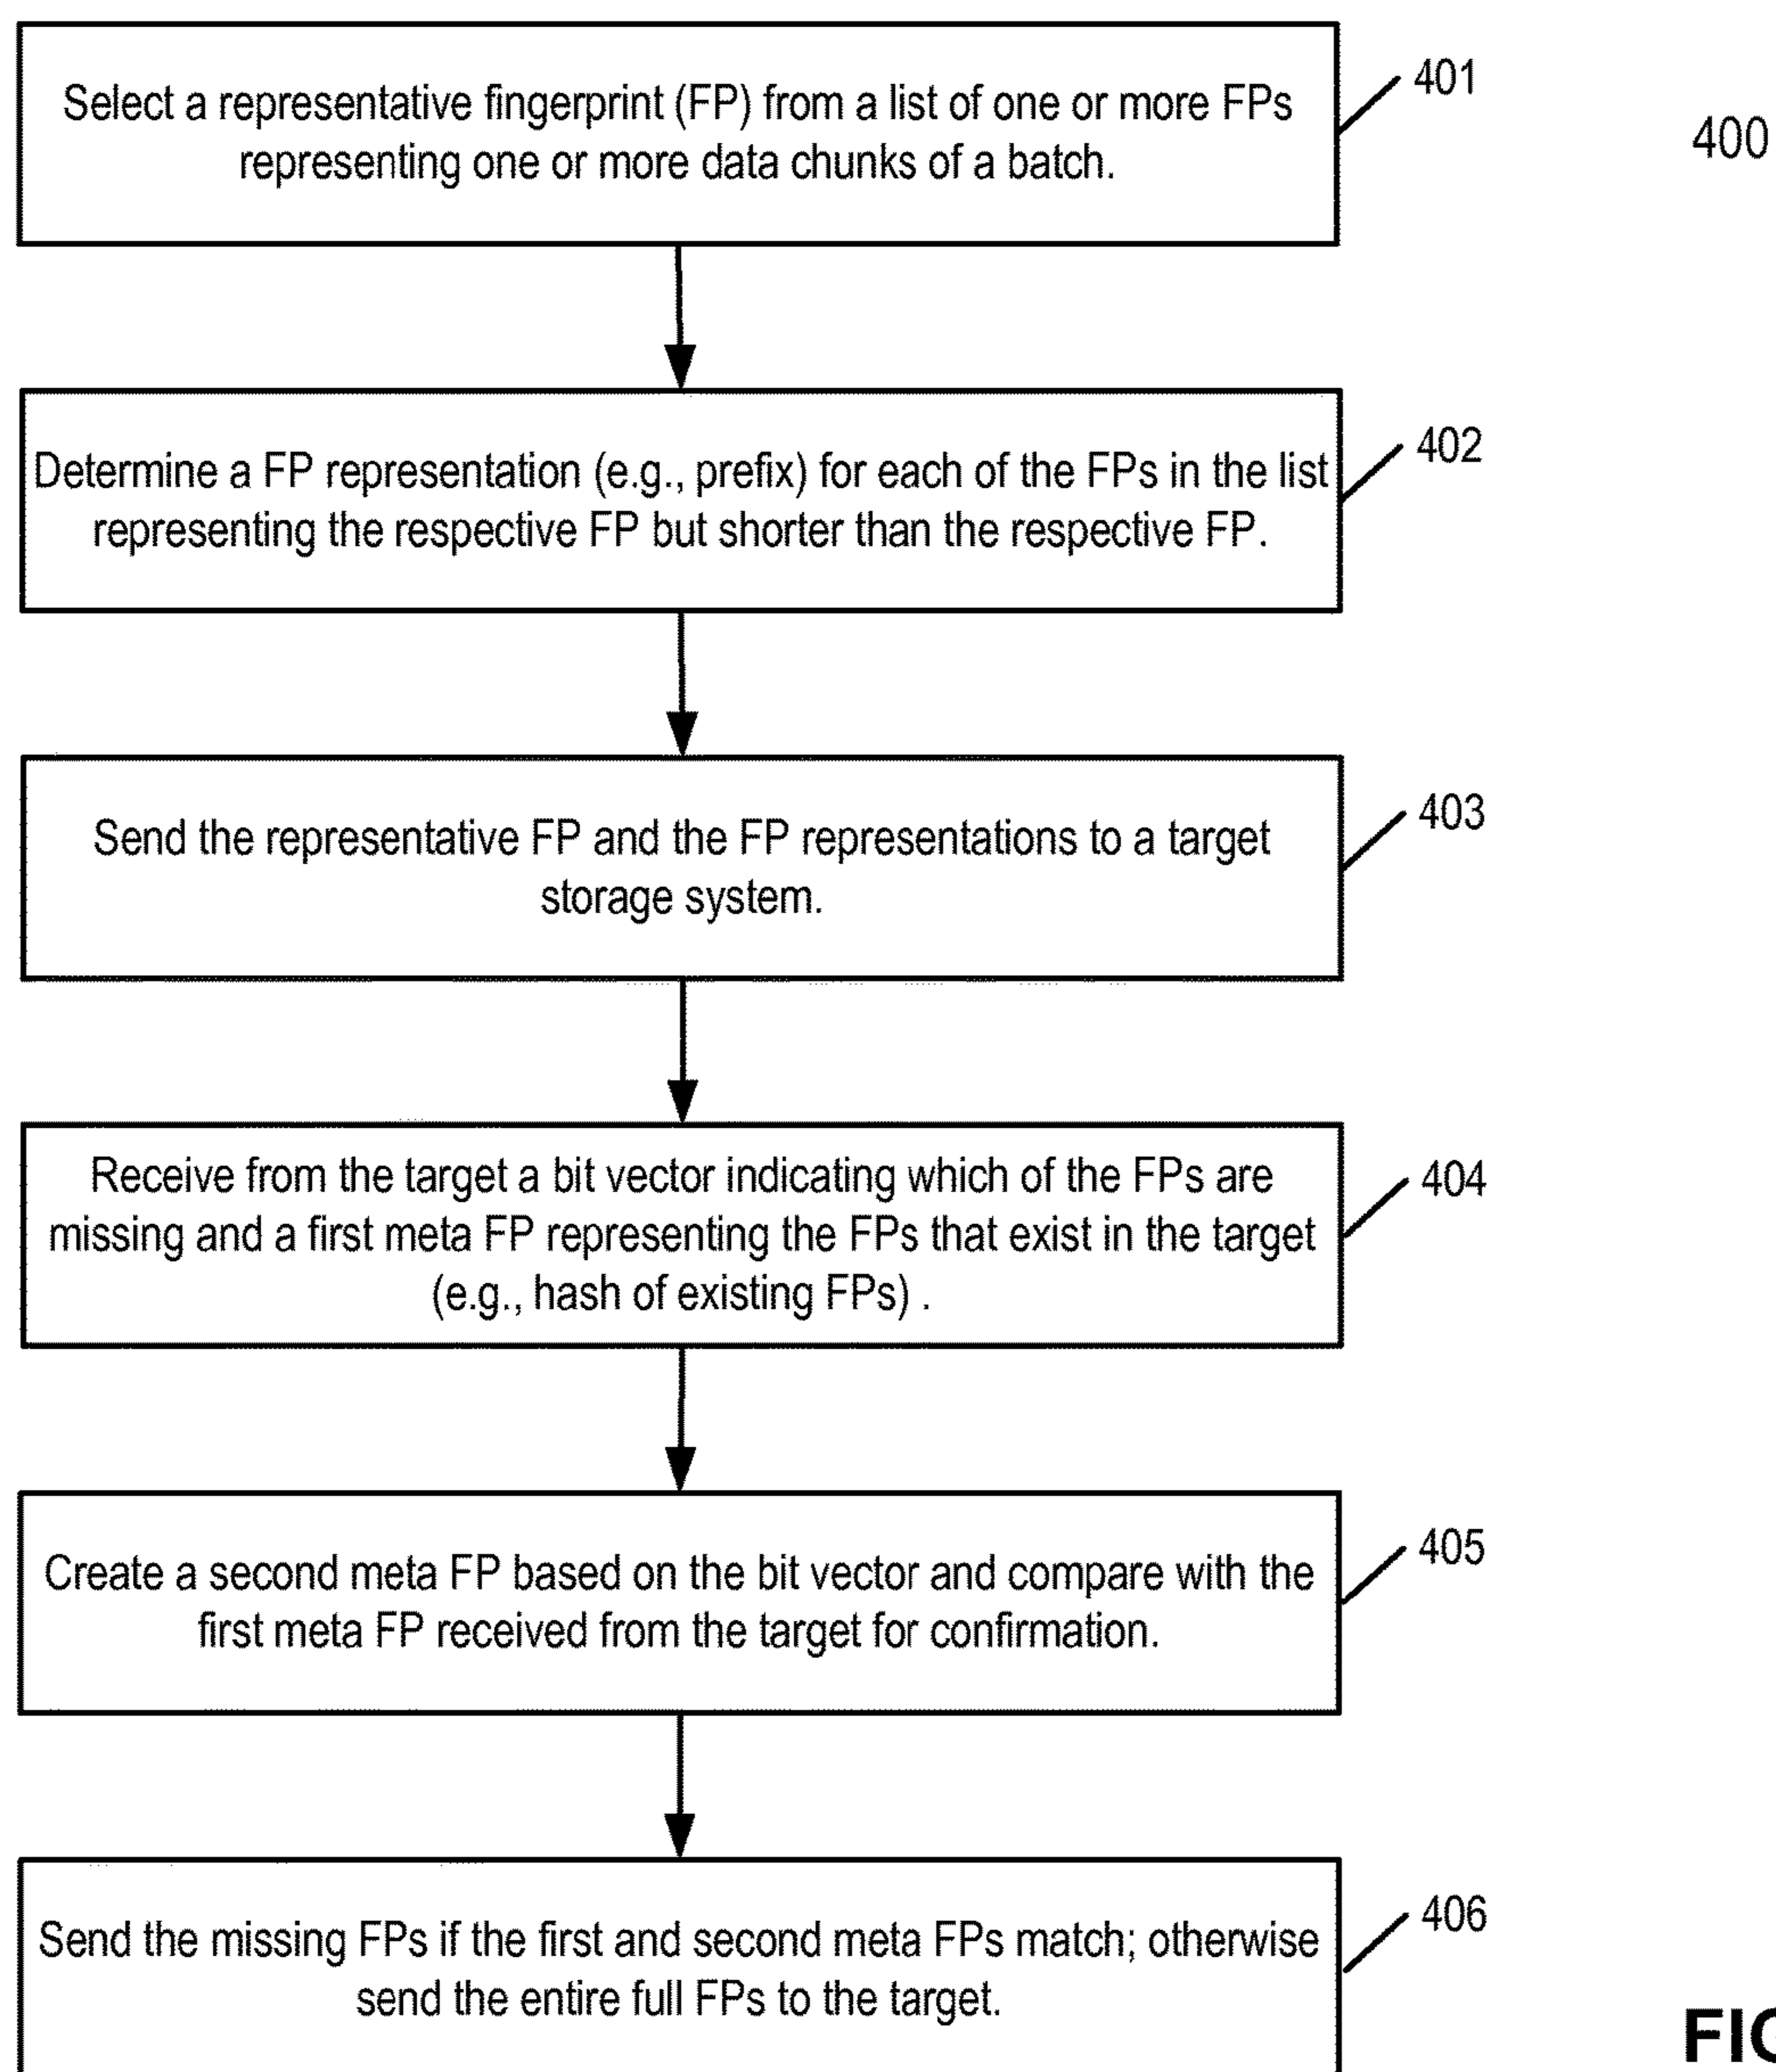 Select a representative fingerprint (FP) from a list of one or more FPs
representing one or more data chunks of a batch.
401
400
Determine a FP representation (e.g., prefix) for each of the FPs in the list
representing the respective FP but shorter than the respective FP.
402
Send the representative FP and the FP representations to a target
storage system.
403
Receive from the target a bit vector indicating which of the FPs are
missing and a first meta FP representing the FPs that exist in the target
(e.g., hash of existing FPs) .
404
Create a second meta FP based on the bit vector and compare with the
first meta FP received from the target for confirmation.
405
Send the missing FPs if the first and second meta FPs match; otherwise
send the entire full FPs to the target.
406